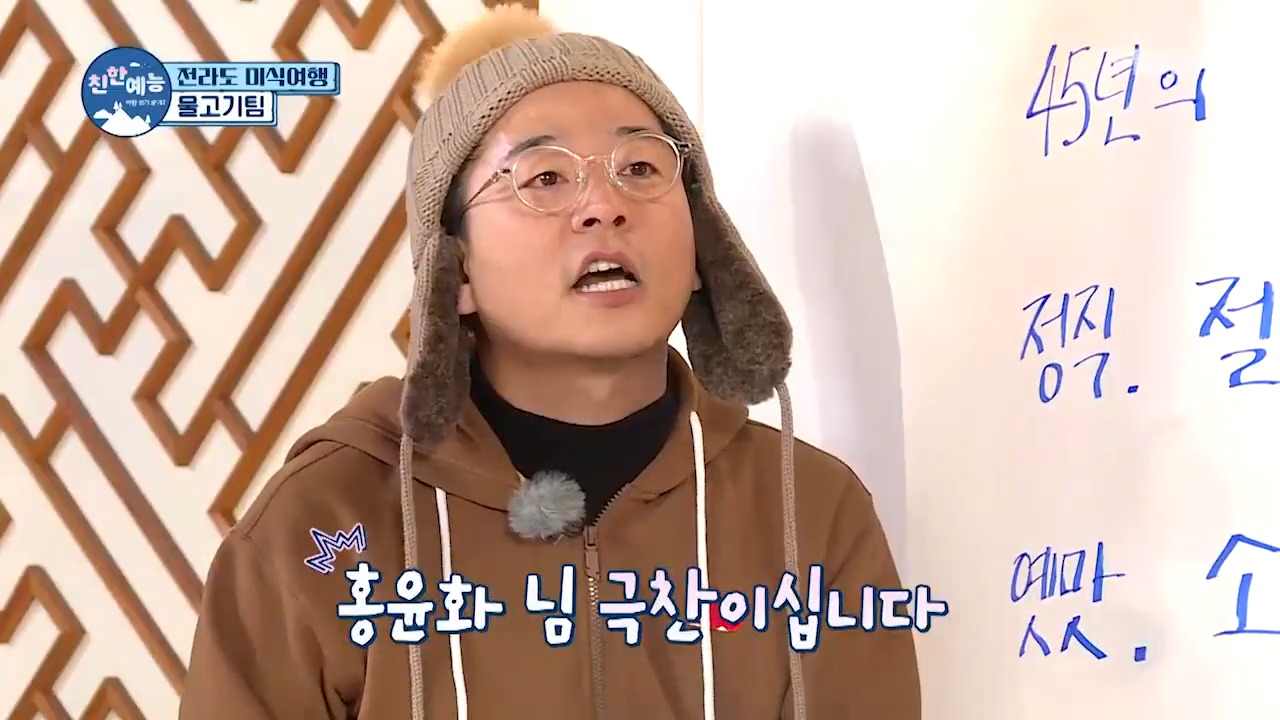 친한예능
전라도 미식여행
물고기팀
45년의
정직. 절
옛맛. 소
홍윤화 님 극찬이십니다